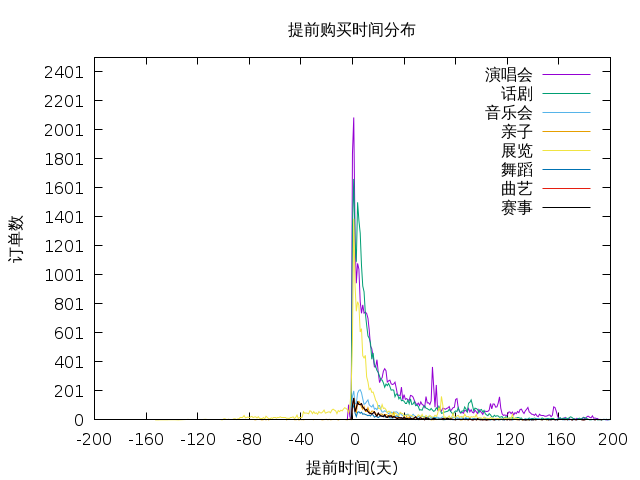 提前购买时间分布
演唱会
话剧
音乐会
亲子
展览
舞蹈
曲艺
赛事
订单数
2401
2201
2001
1801
1601
1401
1201
1001
801
601
401
201
0
-200 -160 -120 -80 -40 0 40 80 120 160 200
提前时间(天)